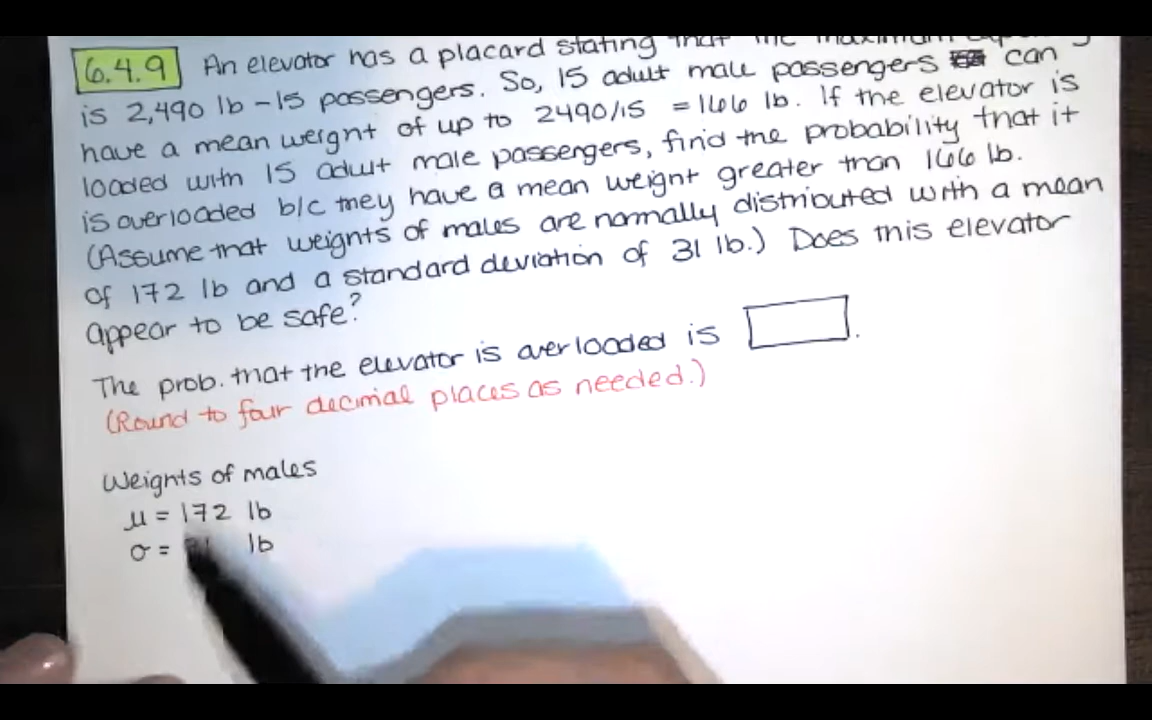 6.4.9 An elevator has a placard stating that the maximum
is 2,490 lb - 15 passengers. So, 15 adult male passengers can
have a mean weight of up to 2490/15 = 166 lb. If the elevator is
loaded with 15 adult male passengers, find the probability that it
is overloaded b/c they have a mean weight greater than 166 lb.
(Assume that weights of males are normally distributed with a mean
of 172 lb and a standard deviation of 31 lb.) Does this elevator
appear to be safe?
The prob. that the elevator is overloaded is .
(Round to four decimal places as needed.)
Weights of males
μ = 172 lb
σ = lb